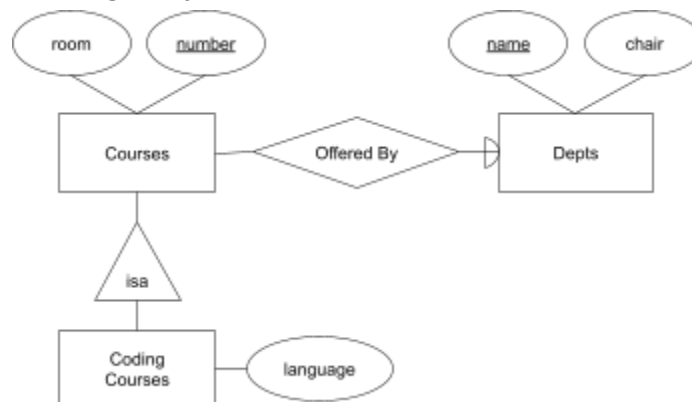 room
number
name
chair
Courses
Offered By
Depts
isa
Coding
Courses
language